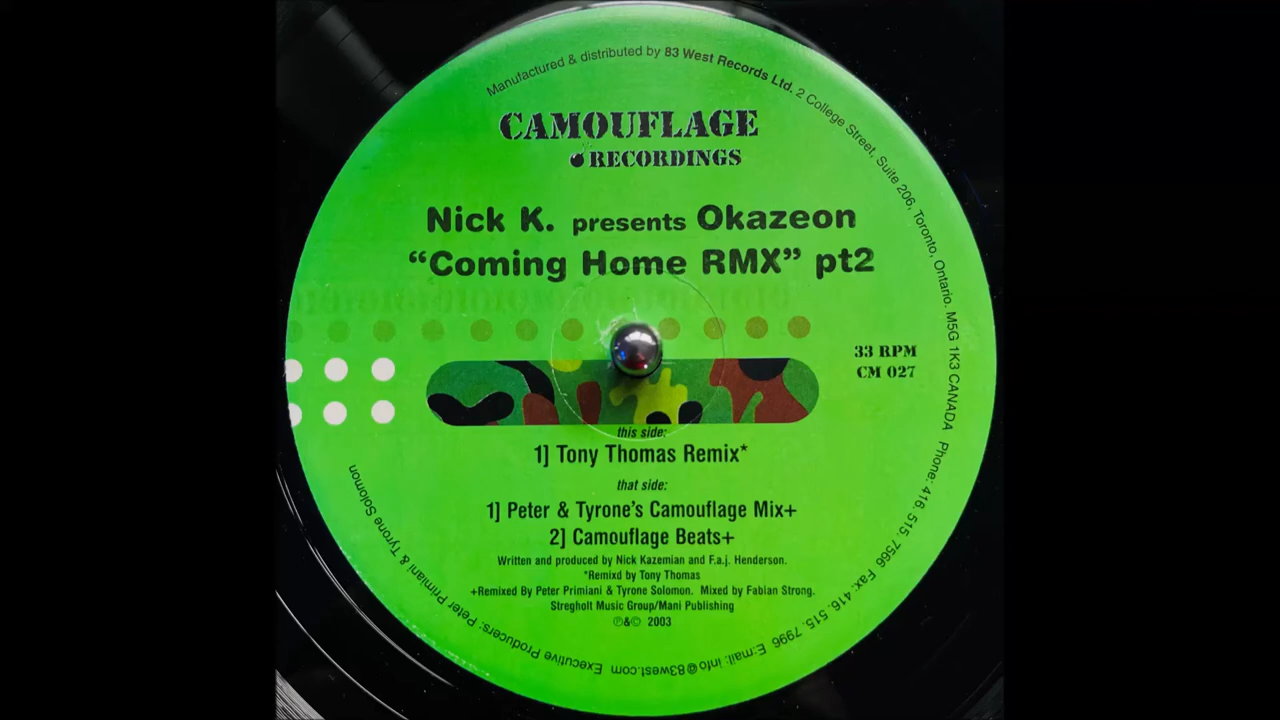 Manufactured & distributed by 83 West Records Ltd. 2 College Street, Suite 206, Toronto, Ontario. M5G 1K3 CANADA Phone: 416. 515. 7566 Fax: 416. 515. 7996 E:mail: info@83west.com Executive Producers: Peter Primiani & Tyrone Solomon
CAMOUFLAGE
RECORDINGS
Nick K. presents Okazeon
“Coming Home RMX” pt2
33 RPM
CM 027
this side:
1] Tony Thomas Remix*
that side:
1] Peter & Tyrone's Camouflage Mix+
2] Camouflage Beats+
Written and produced by Nick Kazemian and F.a.j. Henderson.
*Remixd by Tony Thomas
+Remixed By Peter Primiani & Tyrone Solomon. Mixed by Fabian Strong.
Stregholt Music Group/Mani Publishing
℗&© 2003